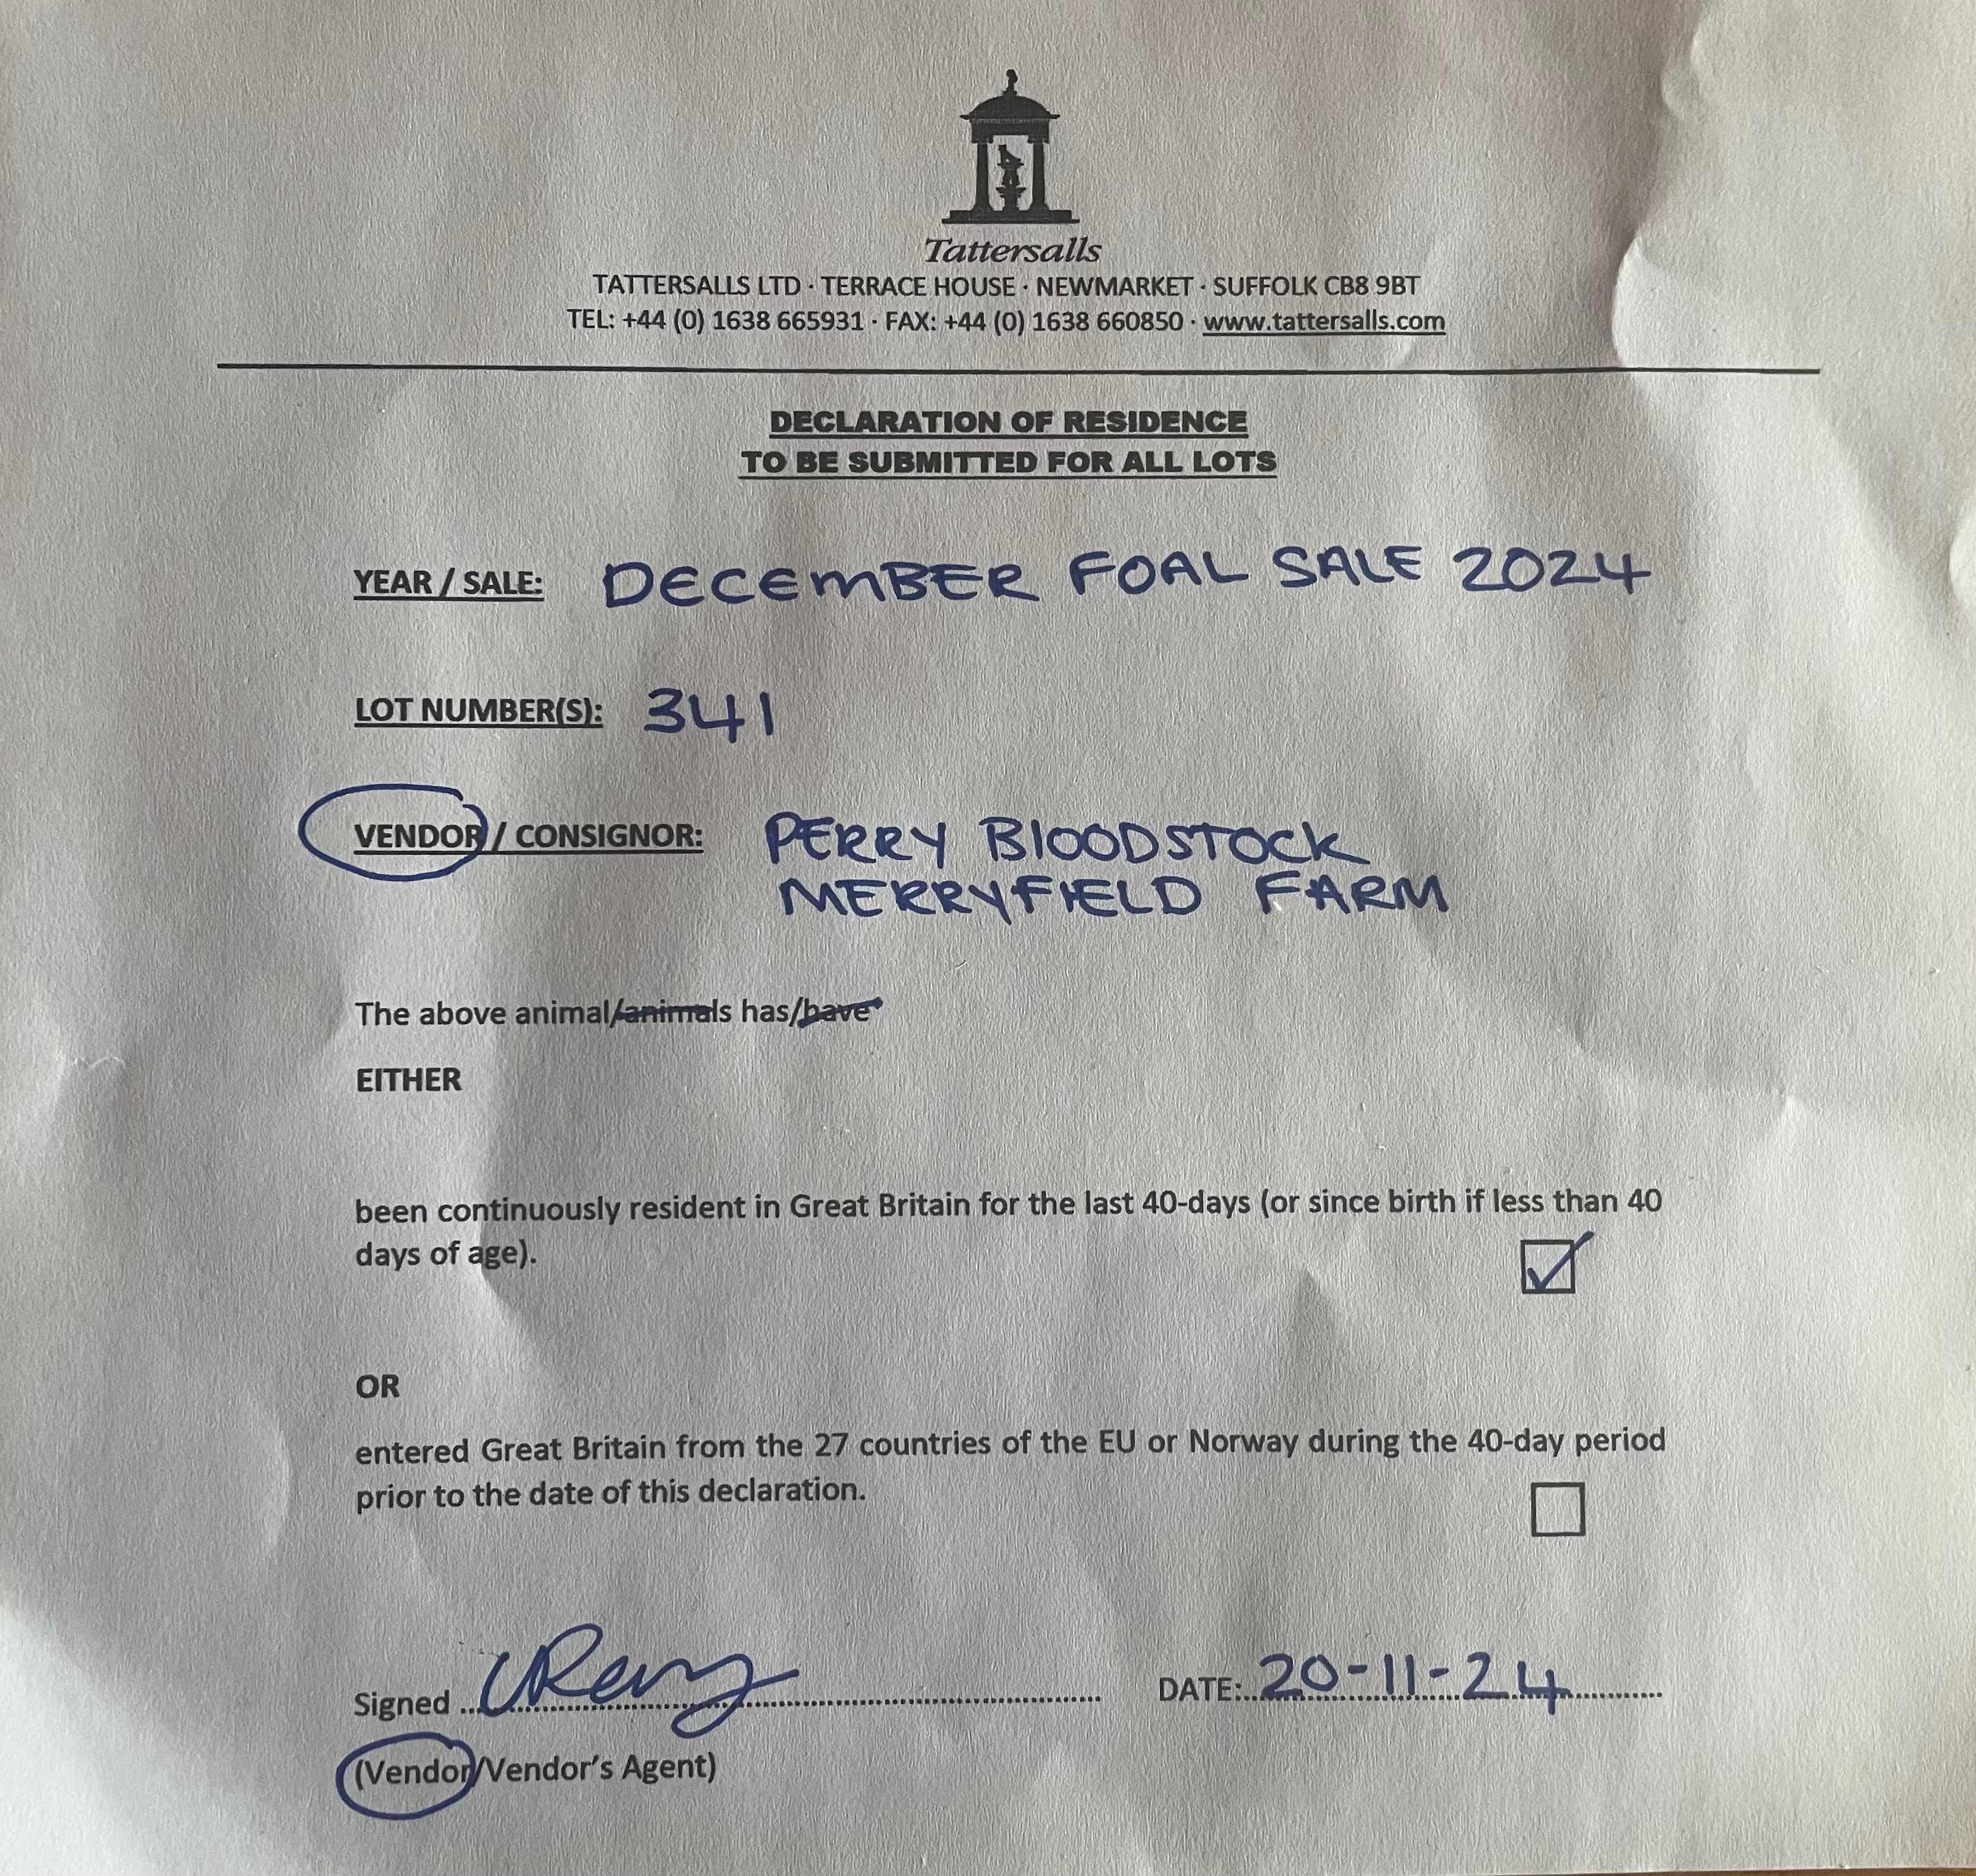 Tattersalls
TATTERSALLS LTD · TERRACE HOUSE · NEWMARKET · SUFFOLK CB8 9BT
TEL: +44 (0) 1638 665931 · FAX: +44 (0) 1638 660850 · www.tattersalls.com
DECLARATION OF RESIDENCE
TO BE SUBMITTED FOR ALL LOTS
YEAR / SALE: DECEMBER FOAL SALE 2024
LOT NUMBER(S): 341
VENDOR / CONSIGNOR: PERRY BLOODSTOCK
MERRYFIELD FARM
The above animal/animals has/have
EITHER
been continuously resident in Great Britain for the last 40-days (or since birth if less than 40
days of age).
OR
entered Great Britain from the 27 countries of the EU or Norway during the 40-day period
prior to the date of this declaration.
Signed DATE: 20-11-24
(Vendor/Vendor's Agent)